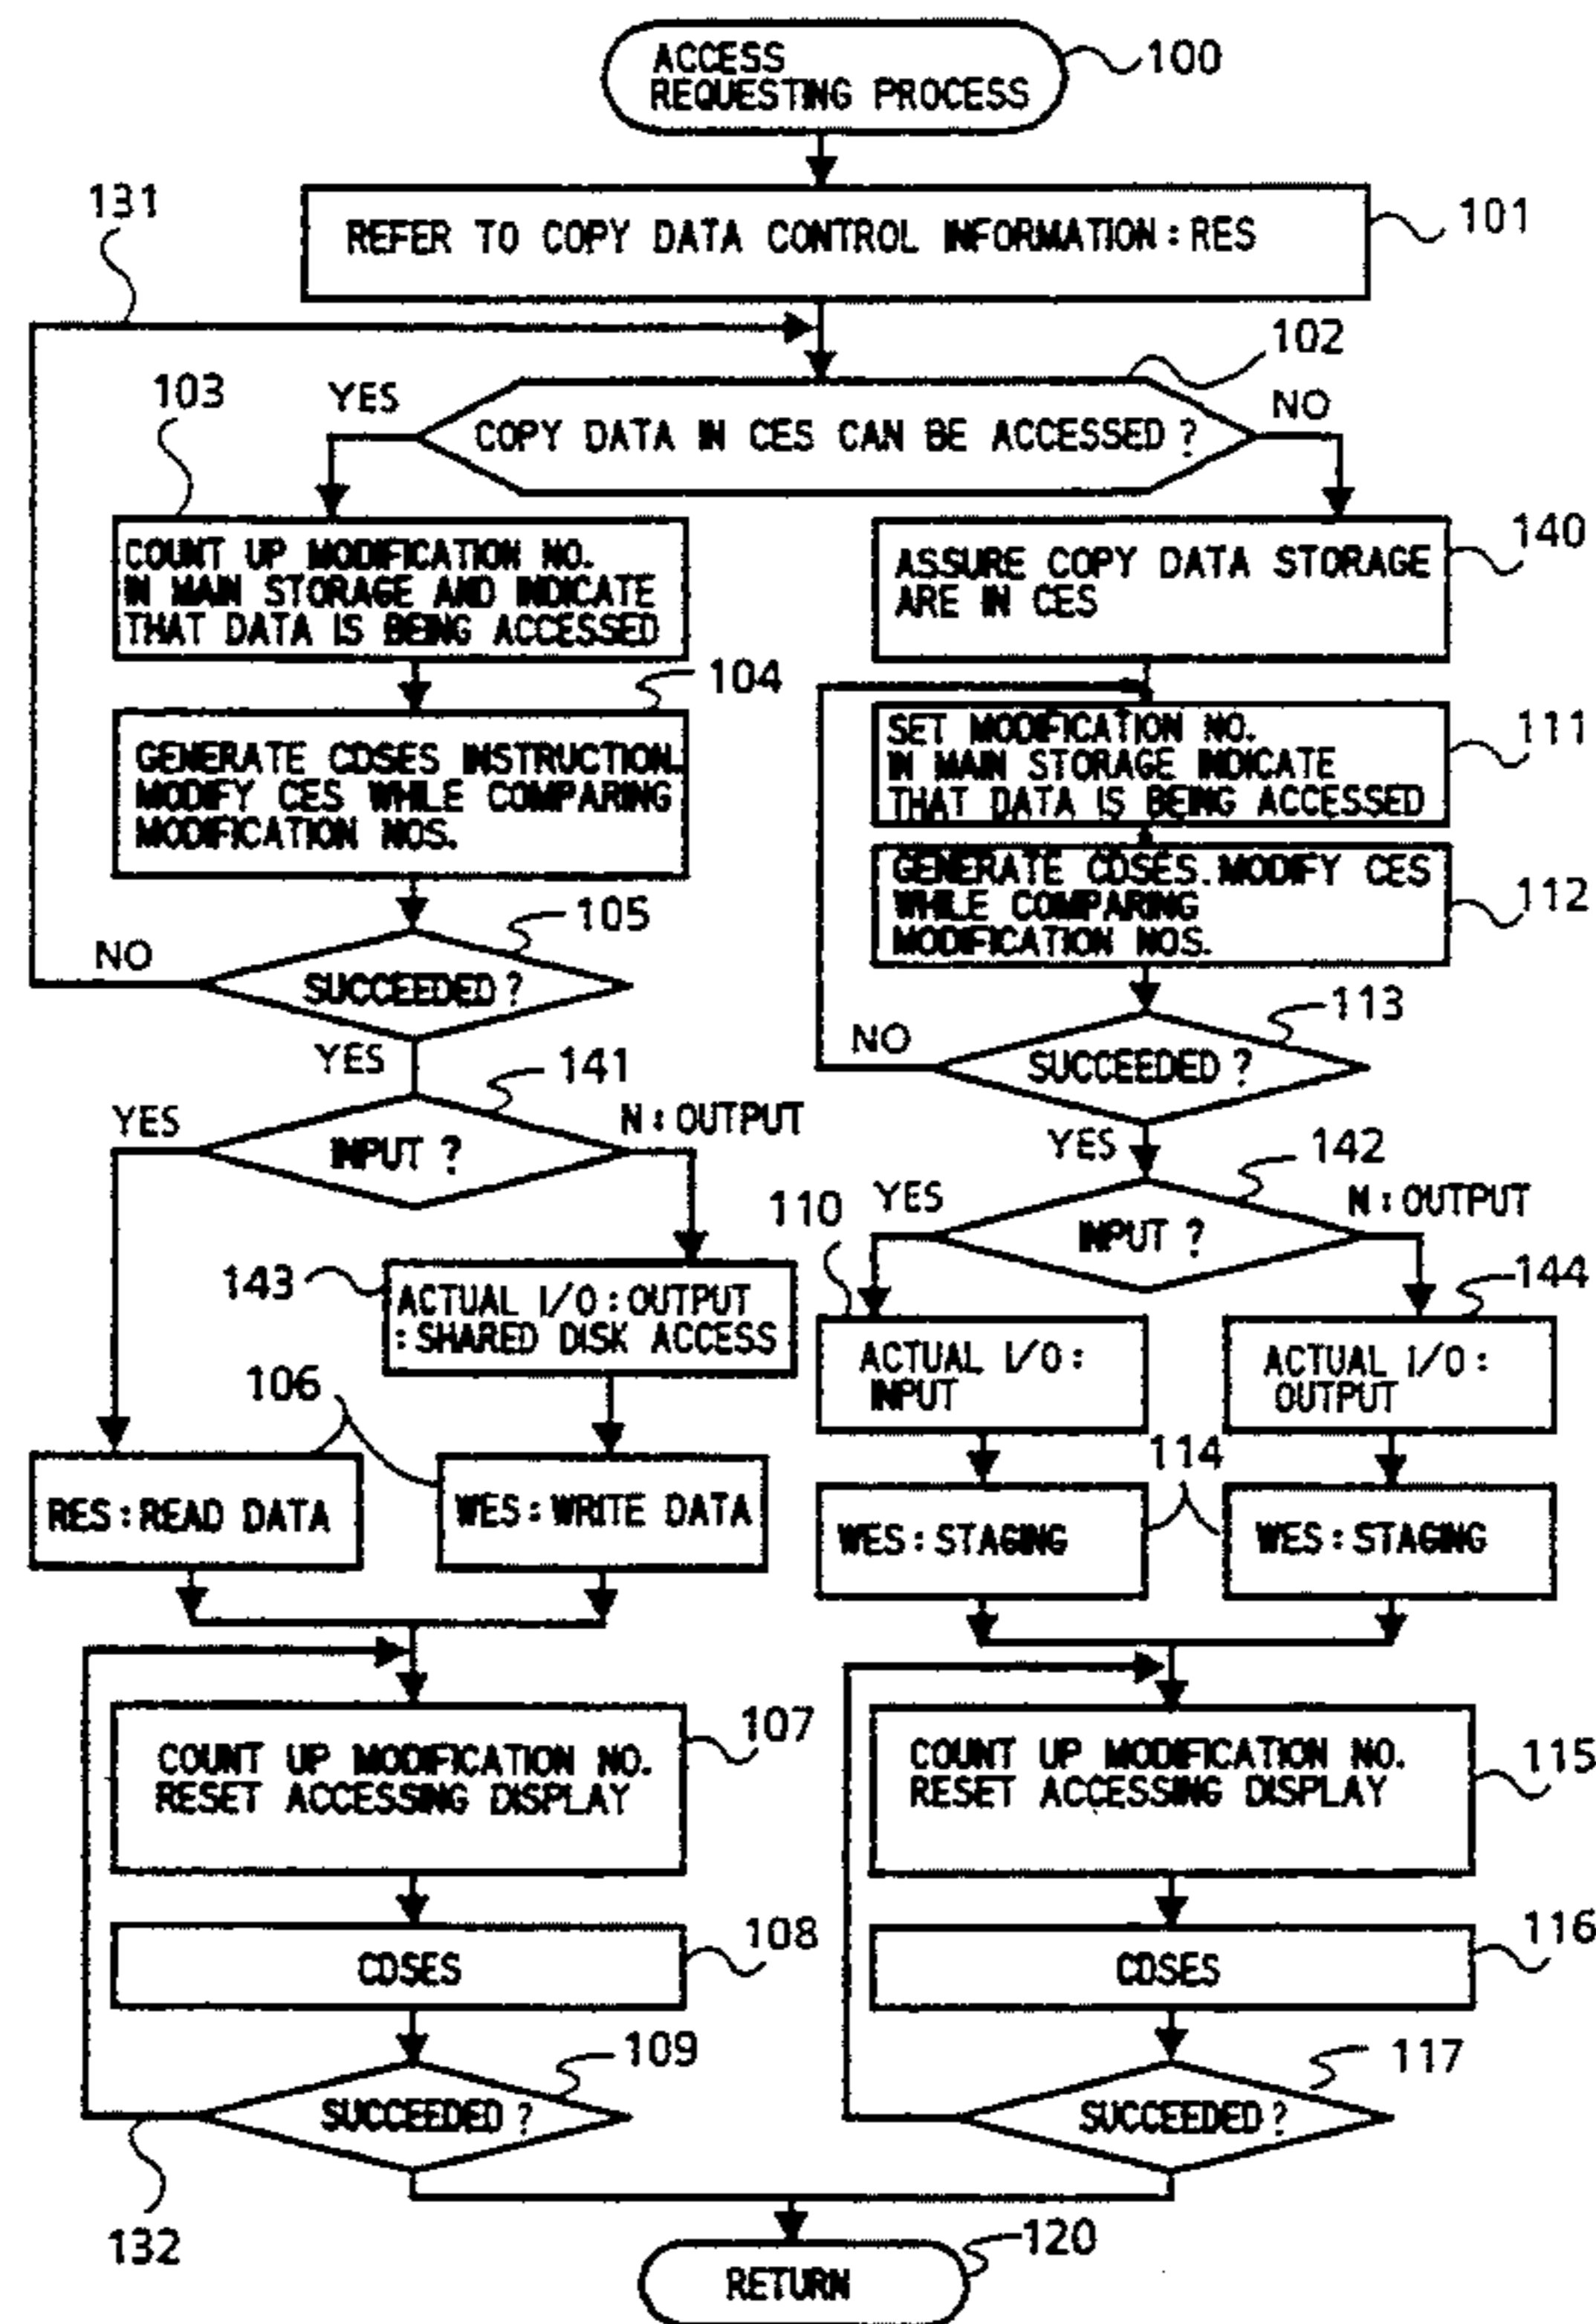 ACCESS
REQUESTING PROCESS
100
131
REFER TO COPY DATA CONTROL INFORMATION : RES
101
102
103
YES
COPY DATA IN CES CAN BE ACCESSED ?
NO
COUNT UP MODIFICATION NO.
IN MAIN STORAGE AND INDICATE
THAT DATA IS BEING ACCESSED
ASSURE COPY DATA STORAGE
ARE IN CES
140
104
GENERATE CDSES INSTRUCTION.
MODIFY CES WHILE COMPARING
MODIFICATION NOS.
SET MODIFICATION NO.
IN MAIN STORAGE INDICATE
THAT DATA IS BEING ACCESSED
111
GENERATE CDSES. MODIFY CES
WHILE COMPARING
MODIFICATION NOS.
112
105
NO
SUCCEEDED ?
YES
113
NO
SUCCEEDED ?
YES
141
YES
INPUT ?
N : OUTPUT
142
110
YES
INPUT ?
N : OUTPUT
143
ACTUAL I/O : OUTPUT
: SHARED DISK ACCESS
144
ACTUAL I/O :
INPUT
ACTUAL I/O :
OUTPUT
106
114
RES : READ DATA
WES : WRITE DATA
WES : STAGING
WES : STAGING
107
COUNT UP MODIFICATION NO.
RESET ACCESSING DISPLAY
COUNT UP MODIFICATION NO.
RESET ACCESSING DISPLAY
115
CDSES
108
CDSES
116
109
SUCCEEDED ?
117
SUCCEEDED ?
132
120
RETURN